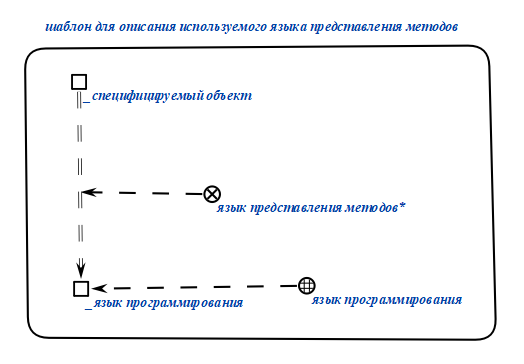 шаблон для описания используемого языка представления методов
_специфицируемый объект
язык представления методов*
_язык программирования
язык программирования